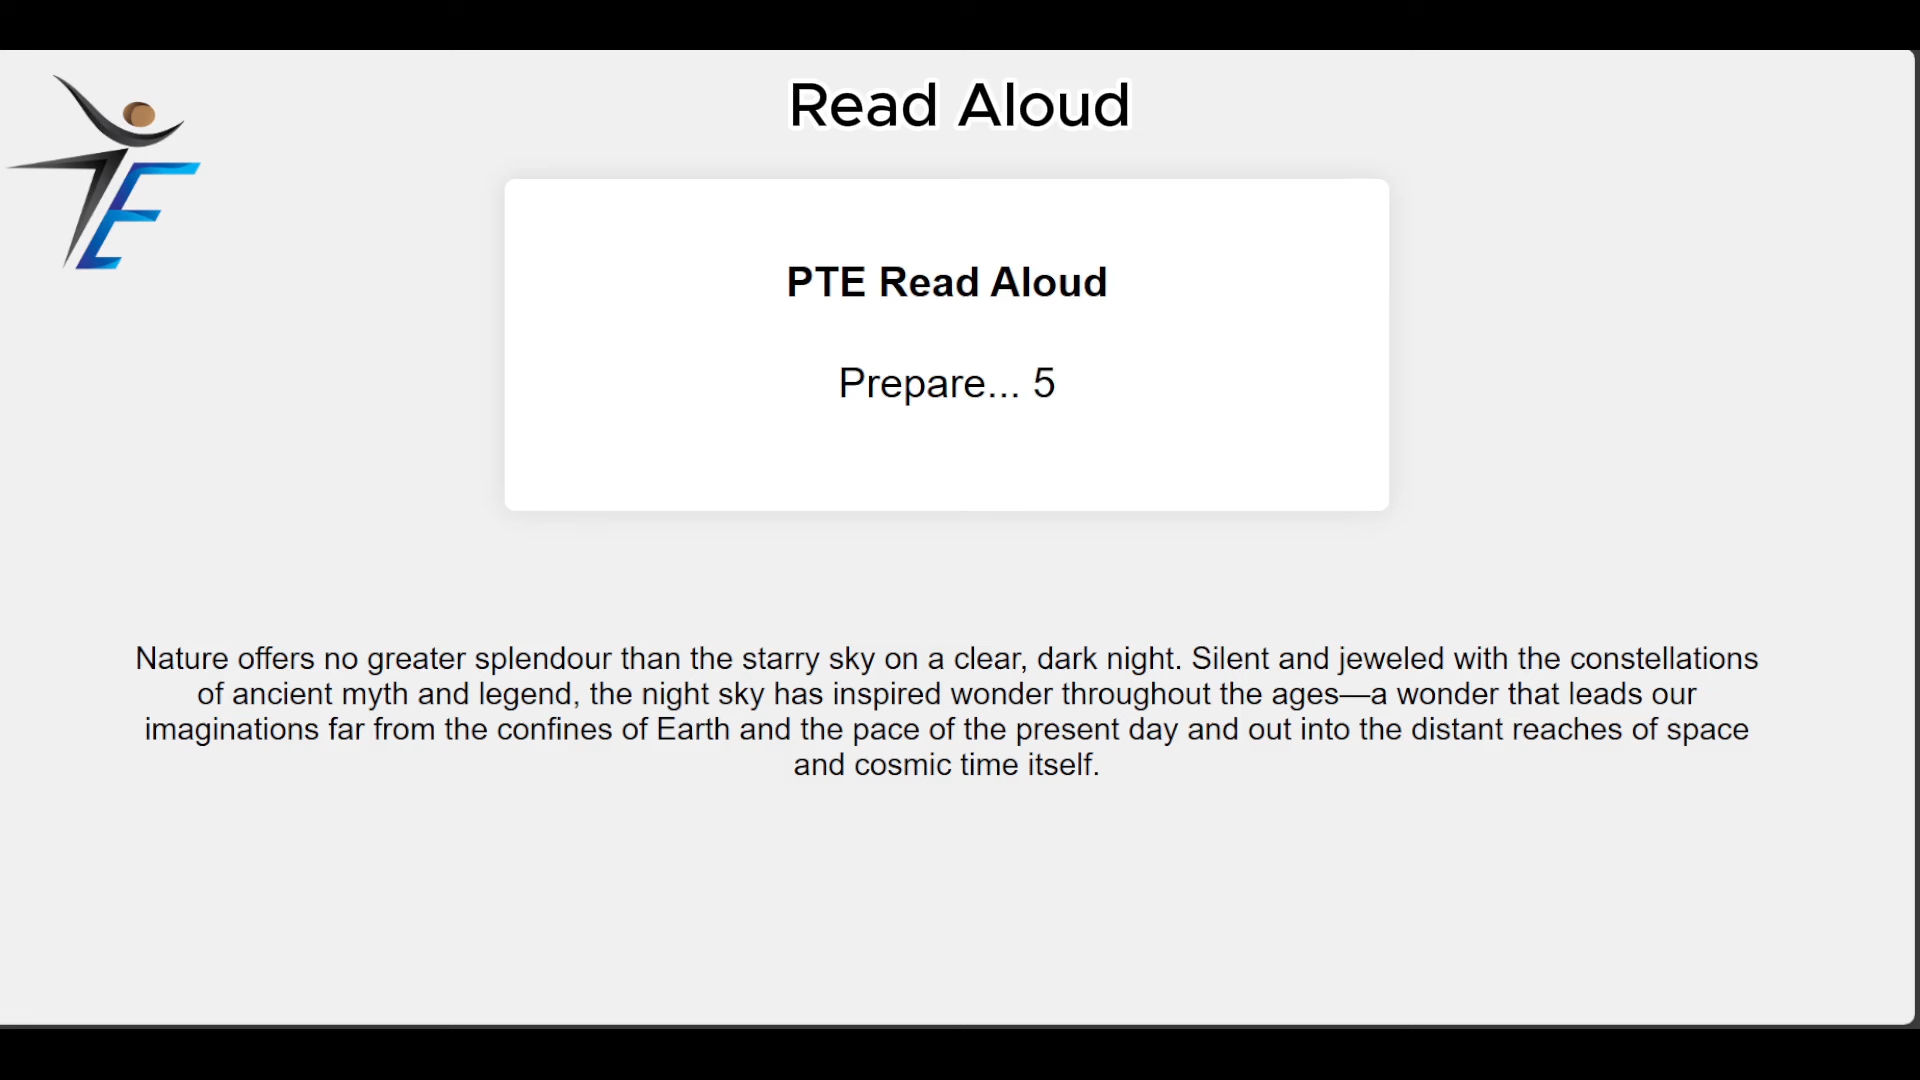 Read Aloud
PTE Read Aloud
Prepare... 5
Nature offers no greater splendour than the starry sky on a clear, dark night. Silent and jeweled with the constellations
of ancient myth and legend, the night sky has inspired wonder throughout the ages—a wonder that leads our
imaginations far from the confines of Earth and the pace of the present day and out into the distant reaches of space
and cosmic time itself.